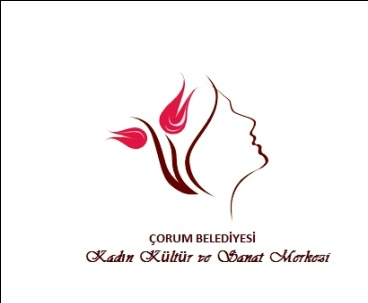 ÇORUM BELEDİYESİ
Kadın Kültür ve Sanat Merkezi